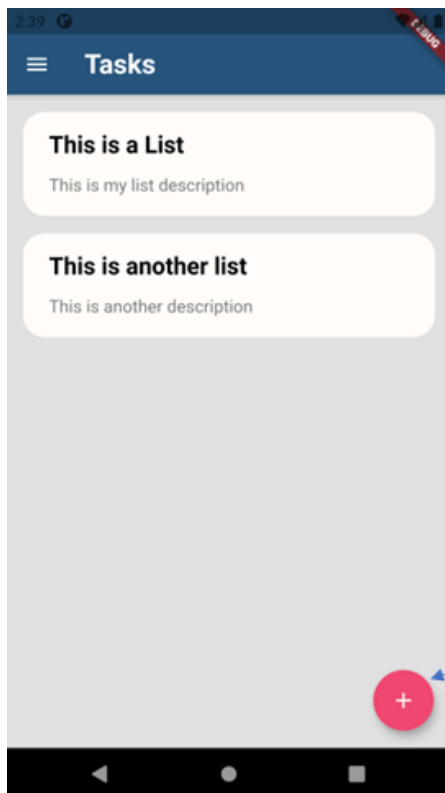 2:39
DEBUG
Tasks
This is a List
This is my list description
This is another list
This is another description
+